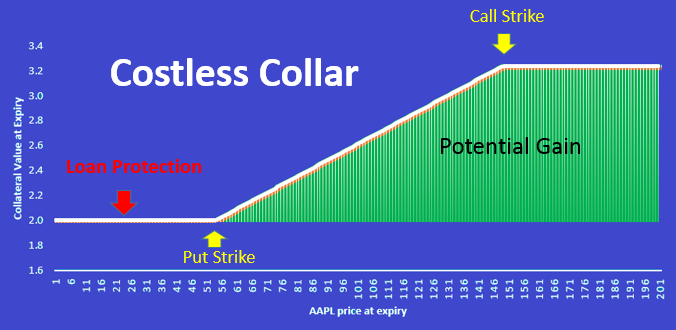 Call Strike
Costless Collar
3.4
3.2
3.0
2.8
2.6
2.4
2.2
2.0
1.8
1.6
Collateral Value at Expiry
Loan Protection
Potential Gain
Put Strike
1 6 11 16 21 26 31 36 41 46 51 56 61 66 71 76 81 86 91 96 101 106 111 116 121 126 131 136 141 146 151 156 161 166 171 176 181 186 191 196 201
AAPL price at expiry